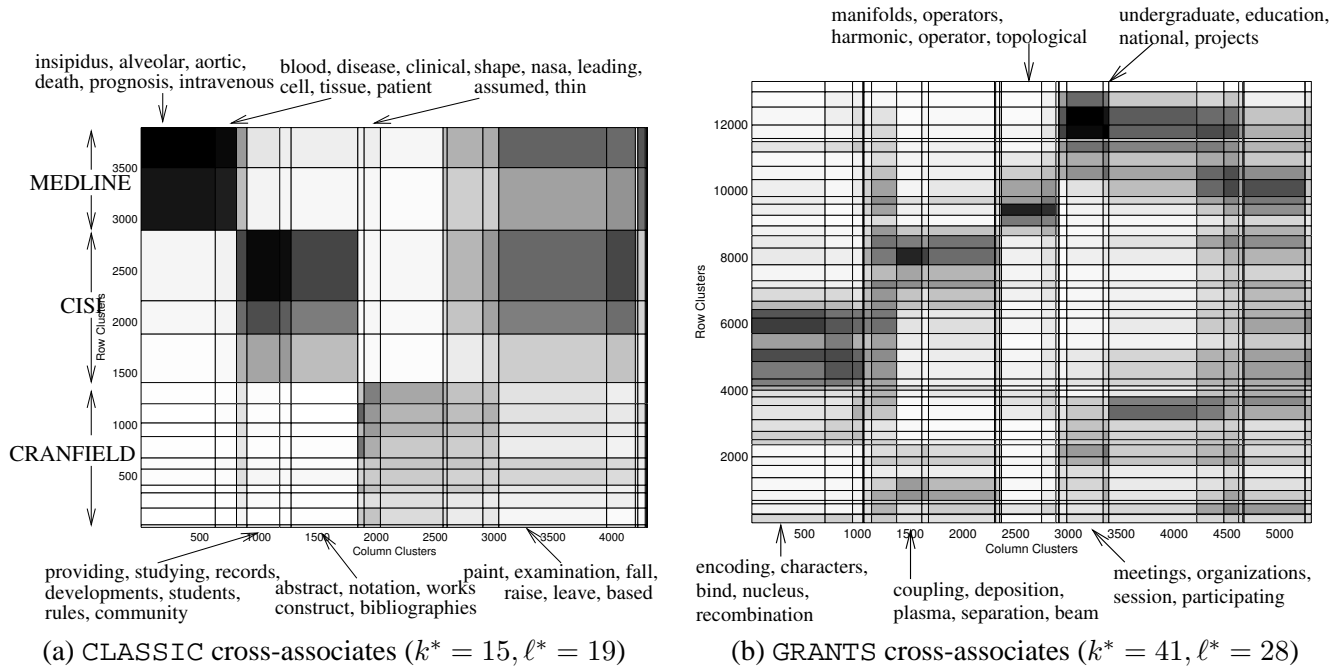 insipidus, alveolar, aortic,
death, prognosis, intravenous
blood, disease, clinical,
cell, tissue, patient
shape, nasa, leading,
assumed, thin
MEDLINE
CISI
CRANFIELD
Row Clusters
3500
3000
2500
2000
1500
1000
500
500 1000 1500 2000 2500 3000 3500 4000
Column Clusters
providing, studying, records,
developments, students,
rules, community
abstract, notation, works
construct, bibliographies
paint, examination, fall,
raise, leave, based
(a) CLASSIC cross-associates (k* = 15, ℓ* = 19)
manifolds, operators,
harmonic, operator, topological
undergraduate, education,
national, projects
Row Clusters
12000
10000
8000
6000
4000
2000
500 1000 1500 2000 2500 3000 3500 4000 4500 5000
Column Clusters
encoding, characters,
bind, nucleus,
recombination
coupling, deposition,
plasma, separation, beam
meetings, organizations,
session, participating
(b) GRANTS cross-associates (k* = 41, ℓ* = 28)